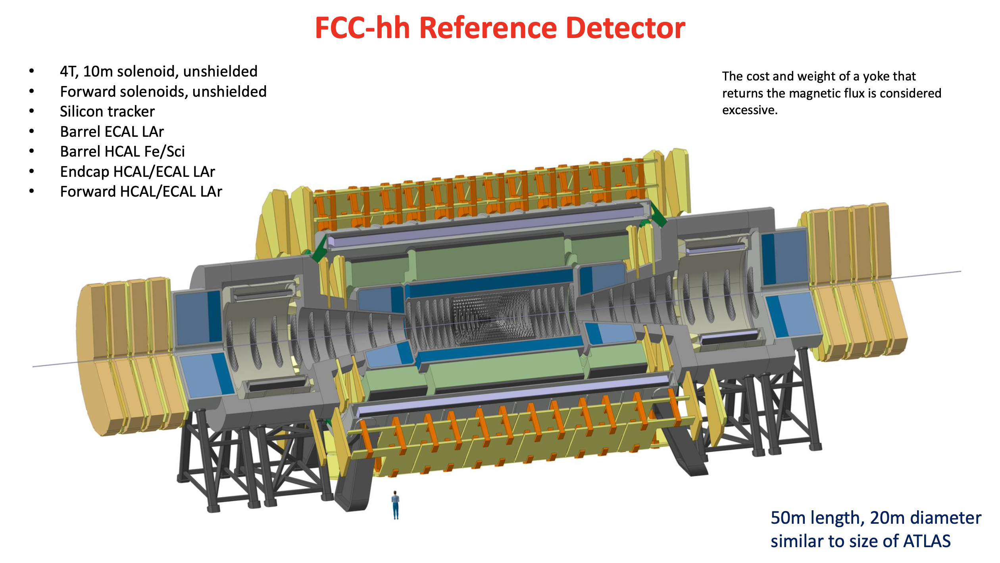 FCC-hh Reference Detector
• 4T, 10m solenoid, unshielded
• Forward solenoids, unshielded
• Silicon tracker
• Barrel ECAL LAr
• Barrel HCAL Fe/Sci
• Endcap HCAL/ECAL LAr
• Forward HCAL/ECAL LAr
The cost and weight of a yoke that
returns the magnetic flux is considered
excessive.
50m length, 20m diameter
similar to size of ATLAS